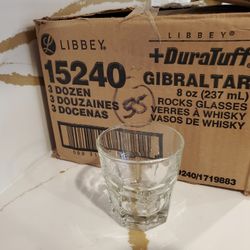 LIBBEY®
15240
3 DOZEN
3 DOUZAINES
3 DOCENAS
55
LIBBEY®
+DuraTuff
GIBRALTAR
8 oz (237 mL)
ROCKS GLASSES
VERRES À WHISKY
VASOS DE WHISKY
0240/1719883